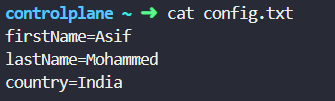 controlplane ~ ➜ cat config.txt
firstName=Asif
lastName=Mohammed
country=India